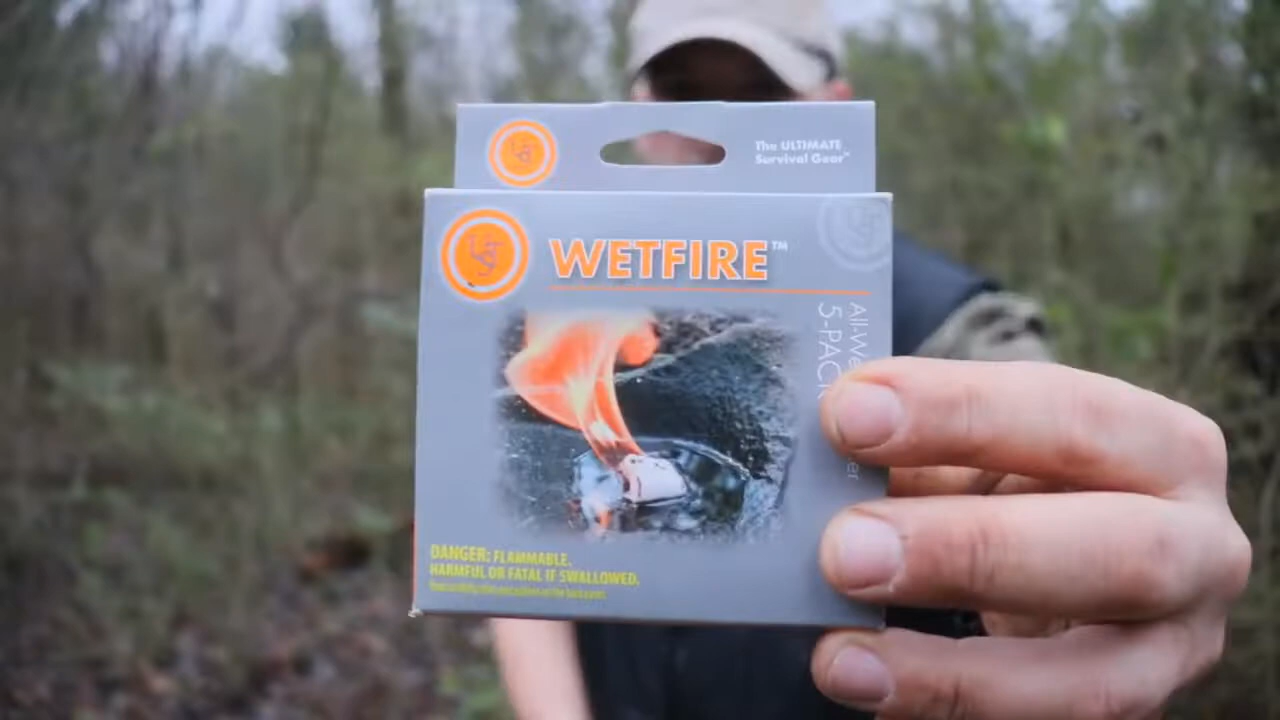 The ULTIMATE
Survival Gear™
WETFIRE™
5-PACK
DANGER: FLAMMABLE.
HARMFUL OR FATAL IF SWALLOWED.